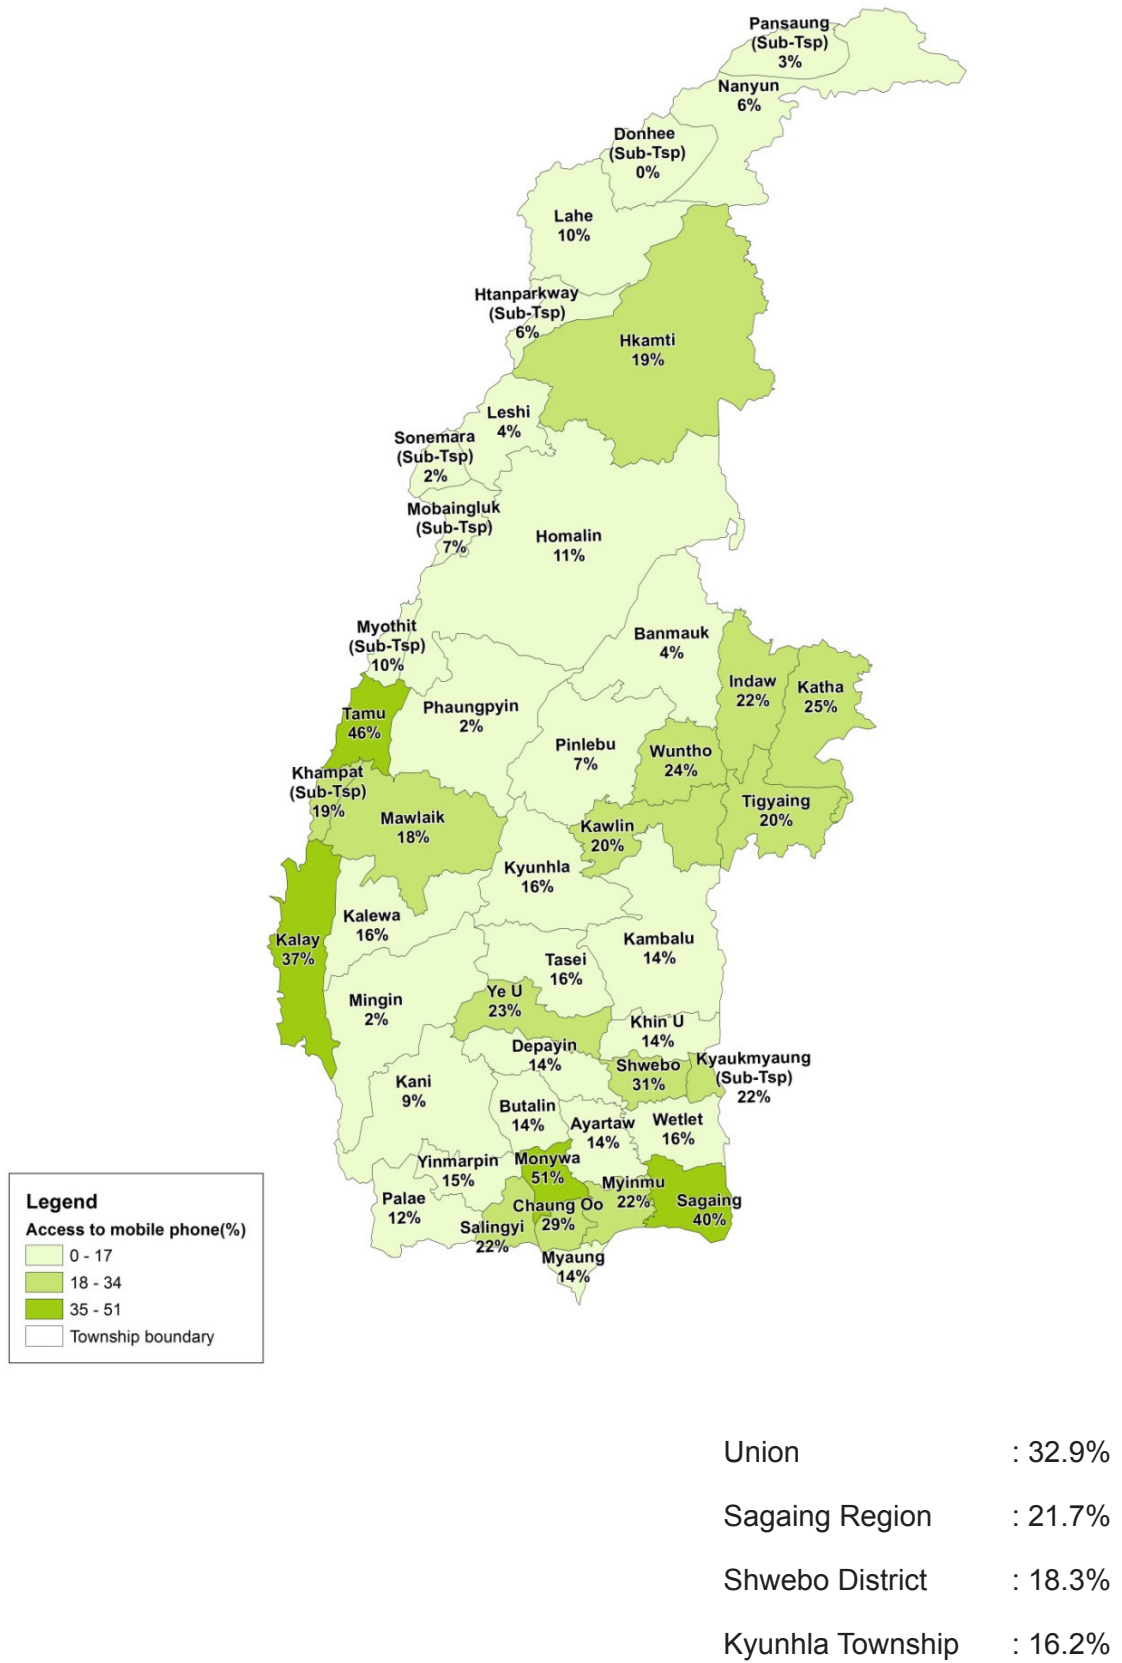 Pansaung
(Sub-Tsp)
3%
Nanyun
6%
Donhee
(Sub-Tsp)
0%
Lahe
10%
Htanparkway
(Sub-Tsp)
6%
Hkamti
19%
Leshi
4%
Sonemara
(Sub-Tsp)
2%
Mobaingluk
(Sub-Tsp)
7%
Homalin
11%
Banmauk
4%
Myothit
(Sub-Tsp)
10%
Indaw
22%
Katha
25%
Tamu
46%
Phaungpyin
2%
Pinlebu
7%
Wuntho
24%
Khampat
(Sub-Tsp)
19%
Mawlaik
18%
Kawlin
20%
Tigyaing
20%
Kyunhla
16%
Kalewa
16%
Kalay
37%
Kambalu
14%
Tasei
16%
Ye U
23%
Mingin
2%
Khin U
14%
Depayin
14%
Shwebo
31%
Kyaukmyaung
(Sub-Tsp)
22%
Kani
9%
Butalin
14%
Ayartaw
14%
Wetlet
16%
Yinmarpin
15%
Monywa
51%
Myinmu
22%
Sagaing
40%
Palae
12%
Chaung Oo
29%
Salingyi
22%
Myaung
14%
Legend
Access to mobile phone(%)
0 - 17
18 - 34
35 - 51
Township boundary
Union : 32.9%
Sagaing Region : 21.7%
Shwebo District : 18.3%
Kyunhla Township : 16.2%